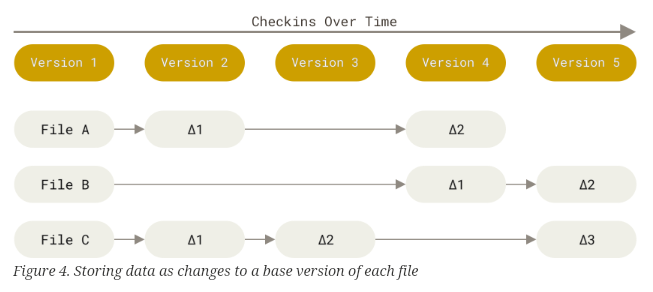 Checkins Over Time
Version 1 Version 2 Version 3 Version 4 Version 5
File A Δ1 Δ2
File B Δ1 Δ2
File C Δ1 Δ2 Δ3
Figure 4. Storing data as changes to a base version of each file